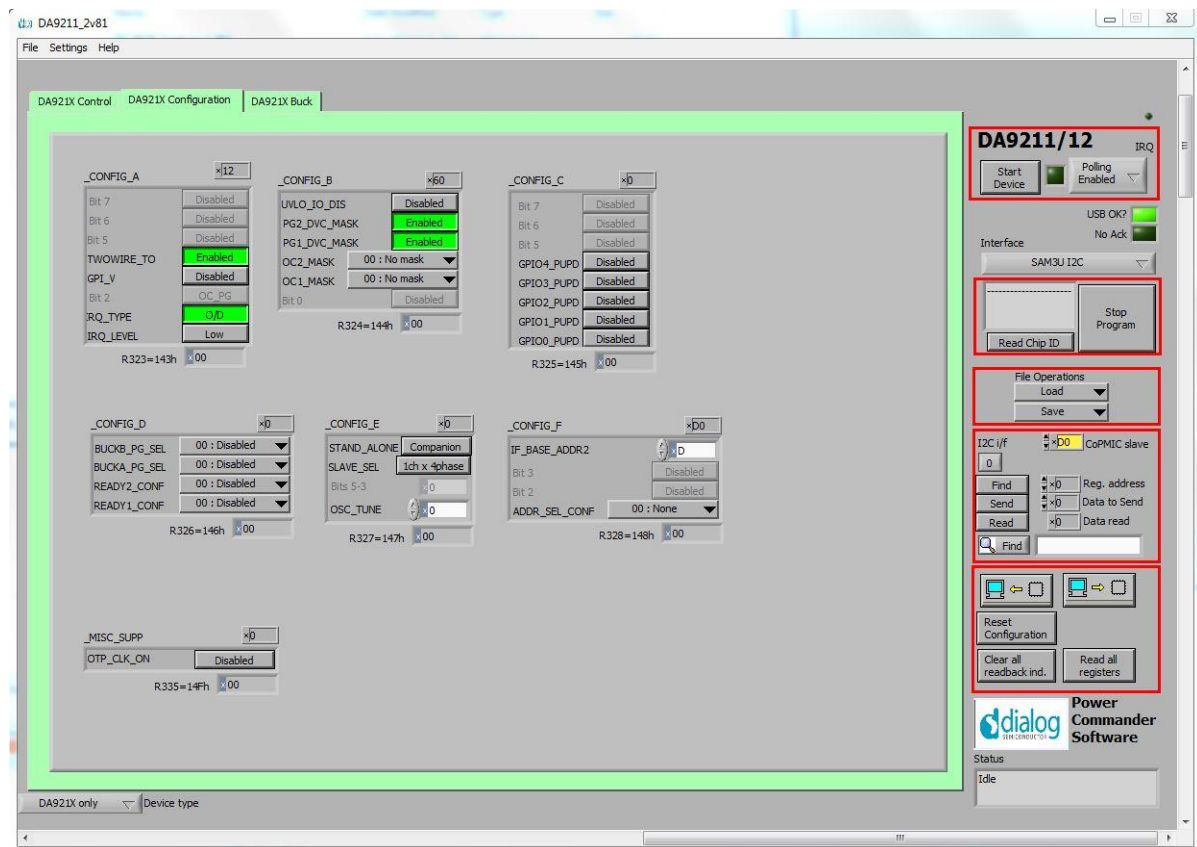 DA9211_2v81
File Settings Help
DA921X Control DA921X Configuration DA921X Buck
_CONFIG_A x12
Bit 7 Disabled
Bit 6 Disabled
Bit 5 Disabled
TWOWIRE_TO Enabled
GPI_V Disabled
Bit 2 OC_PG
IRQ_TYPE O/D
IRQ_LEVEL Low
R323=143h x00
_CONFIG_B x60
UVLO_IO_DIS Disabled
PG2_DVC_MASK Enabled
PG1_DVC_MASK Enabled
OC2_MASK 00 : No mask
OC1_MASK 00 : No mask
Bit 0 Disabled
R324=144h x00
_CONFIG_C x0
Bit 7 Disabled
Bit 6 Disabled
Bit 5 Disabled
GPIO4_PUPD Disabled
GPIO3_PUPD Disabled
GPIO2_PUPD Disabled
GPIO1_PUPD Disabled
GPIO0_PUPD Disabled
R325=145h x00
_CONFIG_D x0
BUCKB_PG_SEL 00 : Disabled
BUCKA_PG_SEL 00 : Disabled
READY2_CONF 00 : Disabled
READY1_CONF 00 : Disabled
R326=146h x00
_CONFIG_E x0
STAND_ALONE Companion
SLAVE_SEL 1ch x 4phase
Bits 5-3 x0
OSC_TUNE x0
R327=147h x00
_CONFIG_F xD0
IF_BASE_ADDR2 xD
Bit 3 Disabled
Bit 2 Disabled
ADDR_SEL_CONF 00 : None
R328=148h x00
_MISC_SUPP x0
OTP_CLK_ON Disabled
R335=14Fh x00
DA921X only Device type
DA9211/12 IRQ
Start Device
Polling Enabled
USB OK?
No Ack
Interface
SAM3U I2C
--------------------
Read Chip ID
Stop Program
File Operations
Load
Save
I2C i/f xD0 CoPMIC slave
0
Find x0 Reg. address
Send x0 Data to Send
Read x0 Data read
Find
Reset Configuration
Clear all readback ind.
Read all registers
dialog
SEMICONDUCTOR
Power
Commander
Software
Status
Idle